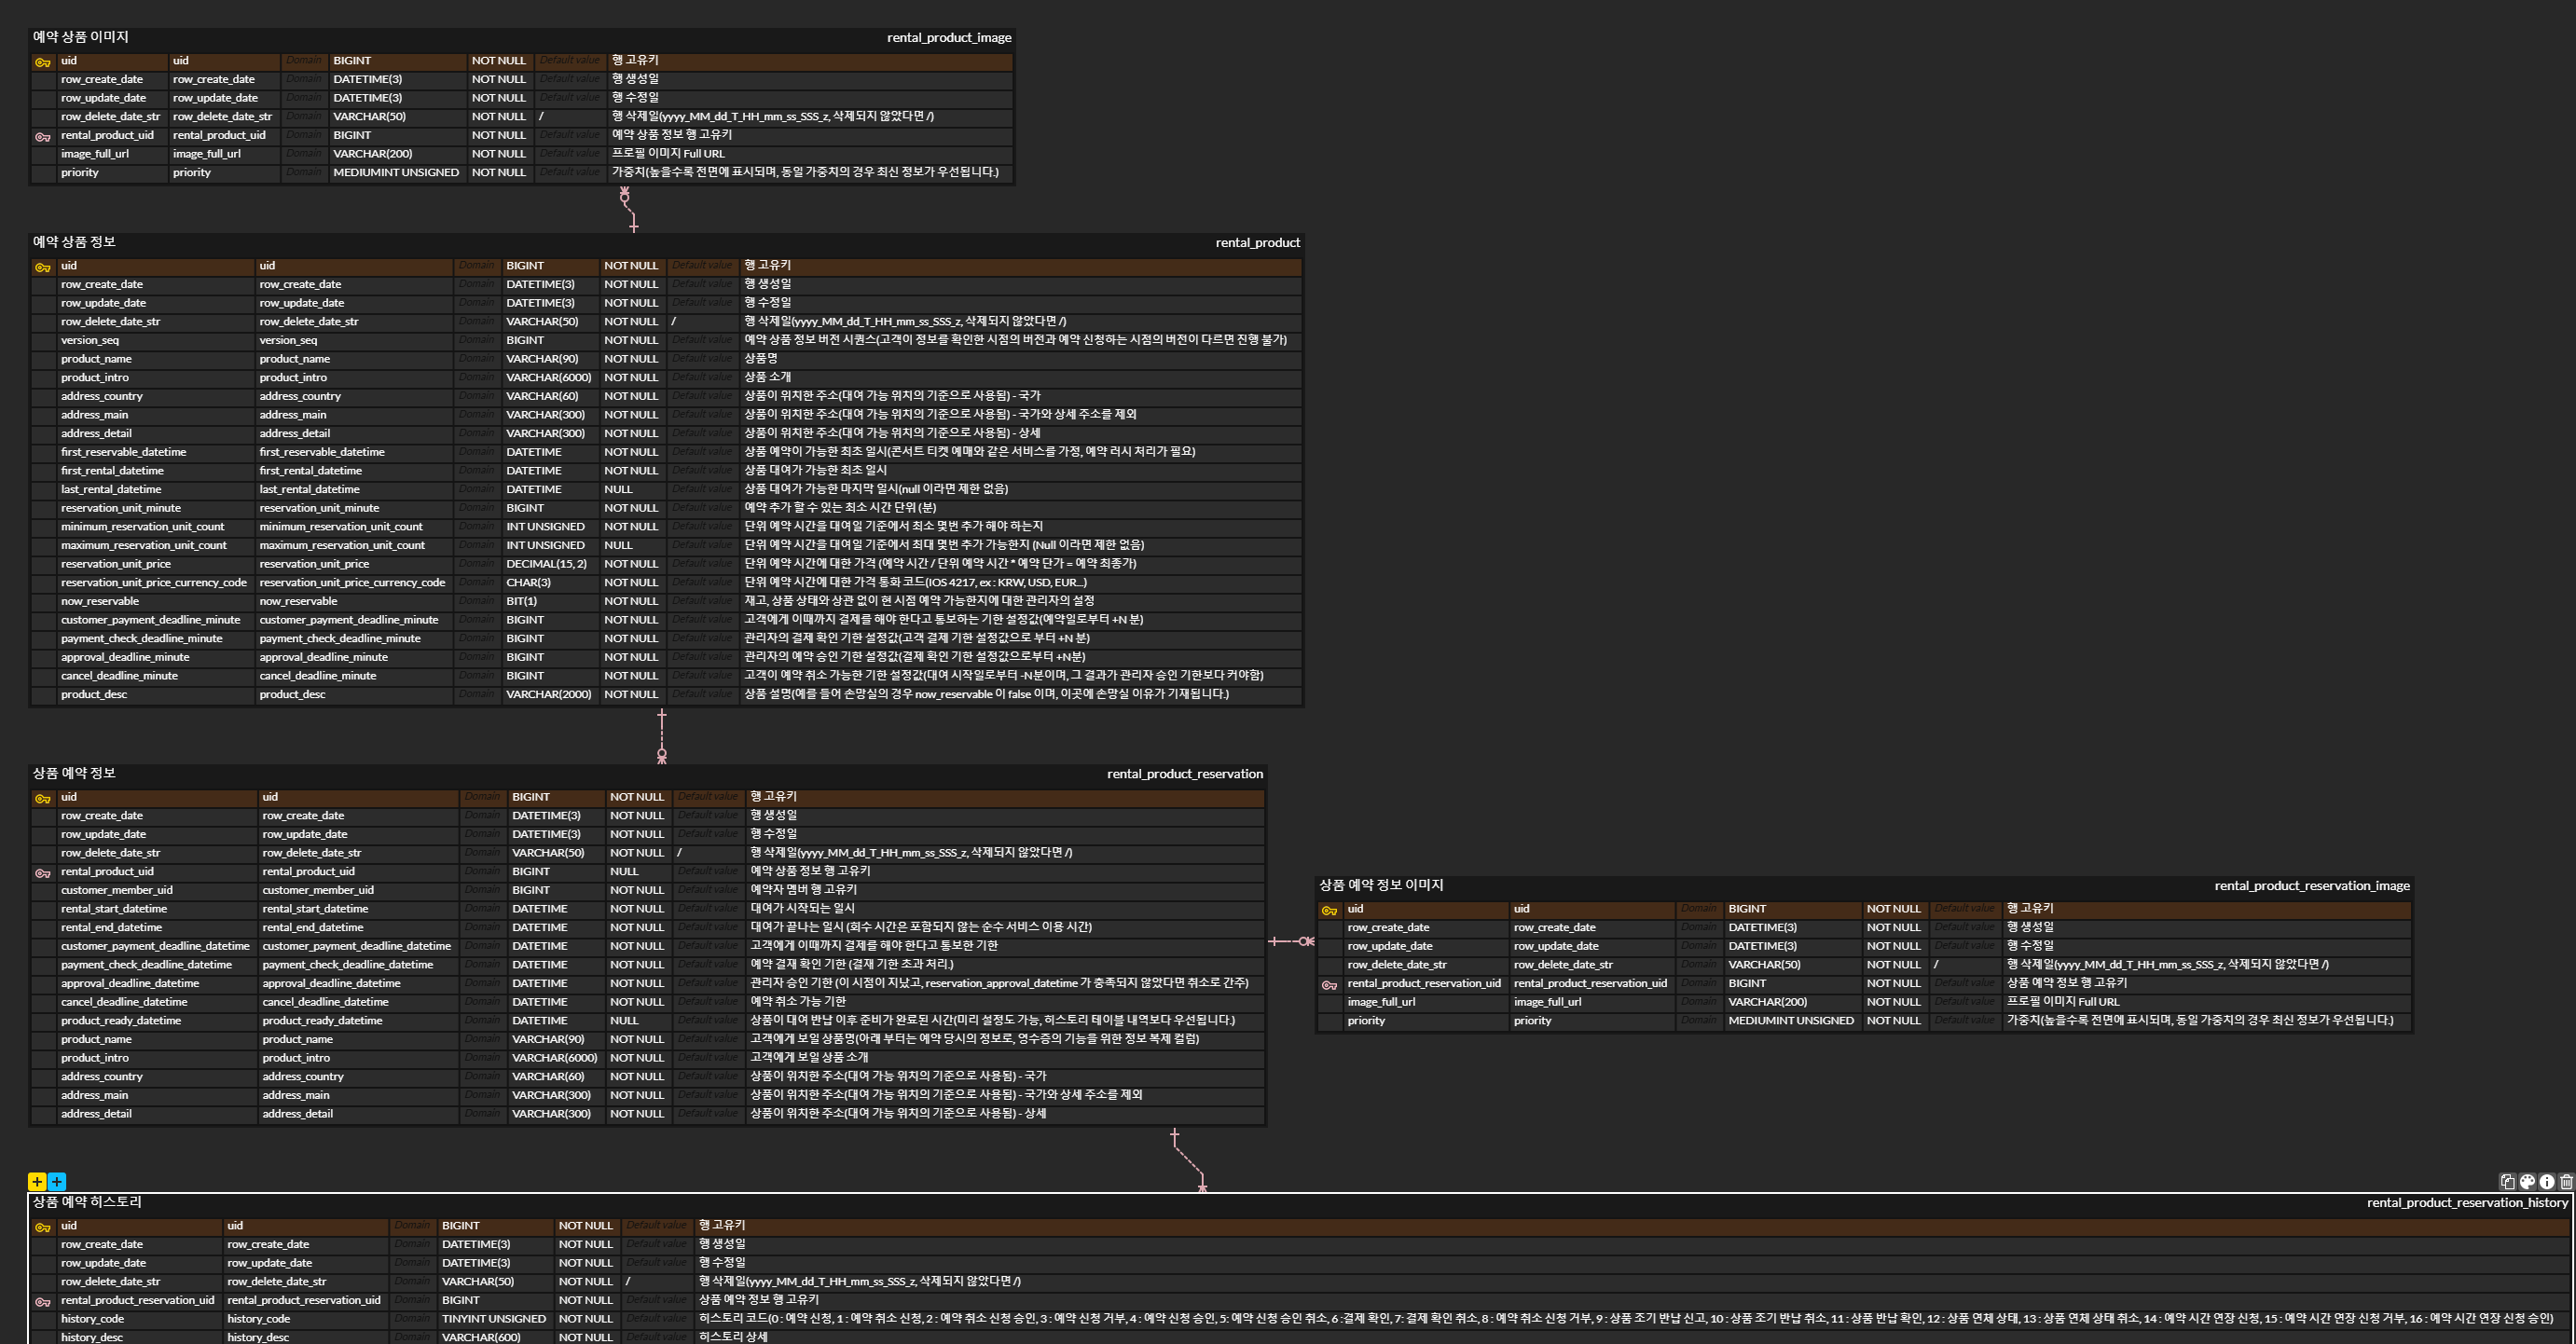 예약 상품 이미지 rental_product_image
uid uid Domain BIGINT NOT NULL Default value 행 고유키
row_create_date row_create_date Domain DATETIME(3) NOT NULL Default value 행 생성일
row_update_date row_update_date Domain DATETIME(3) NOT NULL Default value 행 수정일
row_delete_date_str row_delete_date_str Domain VARCHAR(50) NOT NULL / 행 삭제일(yyyy_MM_dd_T_HH_mm_ss_SSS_z, 삭제되지 않았다면 /)
rental_product_uid rental_product_uid Domain BIGINT NOT NULL Default value 예약 상품 정보 행 고유키
image_full_url image_full_url Domain VARCHAR(200) NOT NULL Default value 프로필 이미지 Full URL
priority priority Domain MEDIUMINT UNSIGNED NOT NULL Default value 가중치(높을수록 전면에 표시되며, 동일 가중치의 경우 최신 정보가 우선됩니다.)
예약 상품 정보 rental_product
uid uid Domain BIGINT NOT NULL Default value 행 고유키
row_create_date row_create_date Domain DATETIME(3) NOT NULL Default value 행 생성일
row_update_date row_update_date Domain DATETIME(3) NOT NULL Default value 행 수정일
row_delete_date_str row_delete_date_str Domain VARCHAR(50) NOT NULL / 행 삭제일(yyyy_MM_dd_T_HH_mm_ss_SSS_z, 삭제되지 않았다면 /)
version_seq version_seq Domain BIGINT NOT NULL Default value 예약 상품 정보 버전 시퀀스(고객이 정보를 확인한 시점의 버전과 예약 신청하는 시점의 버전이 다르면 진행 불가)
product_name product_name Domain VARCHAR(90) NOT NULL Default value 상품명
product_intro product_intro Domain VARCHAR(6000) NOT NULL Default value 상품 소개
address_country address_country Domain VARCHAR(60) NOT NULL Default value 상품이 위치한 주소(대여 가능 위치의 기준으로 사용됨) - 국가
address_main address_main Domain VARCHAR(300) NOT NULL Default value 상품이 위치한 주소(대여 가능 위치의 기준으로 사용됨) - 국가와 상세 주소를 제외
address_detail address_detail Domain VARCHAR(300) NOT NULL Default value 상품이 위치한 주소(대여 가능 위치의 기준으로 사용됨) - 상세
first_reservable_datetime first_reservable_datetime Domain DATETIME NOT NULL Default value 상품 예약이 가능한 최초 일시(콘서트 티켓 예매와 같은 서비스를 가정, 예약 러시 처리가 필요)
first_rental_datetime first_rental_datetime Domain DATETIME NOT NULL Default value 상품 대여가 가능한 최초 일시
last_rental_datetime last_rental_datetime Domain DATETIME NULL Default value 상품 대여가 가능한 마지막 일시(null 이라면 제한 없음)
reservation_unit_minute reservation_unit_minute Domain BIGINT NOT NULL Default value 예약 추가 할 수 있는 최소 시간 단위 (분)
minimum_reservation_unit_count minimum_reservation_unit_count Domain INT UNSIGNED NOT NULL Default value 단위 예약 시간을 대여일 기준에서 최소 몇번 추가 해야 하는지
maximum_reservation_unit_count maximum_reservation_unit_count Domain INT UNSIGNED NULL Default value 단위 예약 시간을 대여일 기준에서 최대 몇번 추가 가능한지 (Null 이라면 제한 없음)
reservation_unit_price reservation_unit_price Domain DECIMAL(15, 2) NOT NULL Default value 단위 예약 시간에 대한 가격 (예약 시간 / 단위 예약 시간 * 예약 단가 = 예약 최종가)
reservation_unit_price_currency_code reservation_unit_price_currency_code Domain CHAR(3) NOT NULL Default value 단위 예약 시간에 대한 가격 통화 코드(IOS 4217, ex : KRW, USD, EUR...)
now_reservable now_reservable Domain BIT(1) NOT NULL Default value 재고, 상품 상태와 상관 없이 현 시점 예약 가능한지에 대한 관리자의 설정
customer_payment_deadline_minute customer_payment_deadline_minute Domain BIGINT NOT NULL Default value 고객에게 이때까지 결제를 해야 한다고 통보하는 기한 설정값(예약일로부터 +N 분)
payment_check_deadline_minute payment_check_deadline_minute Domain BIGINT NOT NULL Default value 관리자의 결제 확인 기한 설정값(고객 결제 기한 설정값으로 부터 +N 분)
approval_deadline_minute approval_deadline_minute Domain BIGINT NOT NULL Default value 관리자의 예약 승인 기한 설정값(결제 확인 기한 설정값으로부터 +N분)
cancel_deadline_minute cancel_deadline_minute Domain BIGINT NOT NULL Default value 고객이 예약 취소 가능한 기한 설정값(대여 시작일로부터 -N분이며, 그 결과가 관리자 승인 기한보다 커야함)
product_desc product_desc Domain VARCHAR(2000) NOT NULL Default value 상품 설명(예를 들어 손망실의 경우 now_reservable 이 false 이며, 이곳에 손망실 이유가 기재됩니다.)
상품 예약 정보 rental_product_reservation
uid uid Domain BIGINT NOT NULL Default value 행 고유키
row_create_date row_create_date Domain DATETIME(3) NOT NULL Default value 행 생성일
row_update_date row_update_date Domain DATETIME(3) NOT NULL Default value 행 수정일
row_delete_date_str row_delete_date_str Domain VARCHAR(50) NOT NULL / 행 삭제일(yyyy_MM_dd_T_HH_mm_ss_SSS_z, 삭제되지 않았다면 /)
rental_product_uid rental_product_uid Domain BIGINT NULL Default value 예약 상품 정보 행 고유키
customer_member_uid customer_member_uid Domain BIGINT NOT NULL Default value 예약자 멤버 행 고유키
rental_start_datetime rental_start_datetime Domain DATETIME NOT NULL Default value 대여가 시작되는 일시
rental_end_datetime rental_end_datetime Domain DATETIME NOT NULL Default value 대여가 끝나는 일시 (회수 시간은 포함되지 않는 순수 서비스 이용 시간)
customer_payment_deadline_datetime customer_payment_deadline_datetime Domain DATETIME NOT NULL Default value 고객에게 이때까지 결제를 해야 한다고 통보한 기한
payment_check_deadline_datetime payment_check_deadline_datetime Domain DATETIME NOT NULL Default value 예약 결재 확인 기한 (결재 기한 초과 처리.)
approval_deadline_datetime approval_deadline_datetime Domain DATETIME NOT NULL Default value 관리자 승인 기한 (이 시점이 지났고, reservation_approval_datetime 가 충족되지 않았다면 취소로 간주)
cancel_deadline_datetime cancel_deadline_datetime Domain DATETIME NOT NULL Default value 예약 취소 가능 기한
product_ready_datetime product_ready_datetime Domain DATETIME NULL Default value 상품이 대여 반납 이후 준비가 완료된 시간(미리 설정도 가능, 히스토리 테이블 내역보다 우선됩니다.)
product_name product_name Domain VARCHAR(90) NOT NULL Default value 고객에게 보일 상품명(아래 부터는 예약 당시의 정보로, 영수증의 기능을 위한 정보 복제 컬럼)
product_intro product_intro Domain VARCHAR(6000) NOT NULL Default value 고객에게 보일 상품 소개
address_country address_country Domain VARCHAR(60) NOT NULL Default value 상품이 위치한 주소(대여 가능 위치의 기준으로 사용됨) - 국가
address_main address_main Domain VARCHAR(300) NOT NULL Default value 상품이 위치한 주소(대여 가능 위치의 기준으로 사용됨) - 국가와 상세 주소를 제외
address_detail address_detail Domain VARCHAR(300) NOT NULL Default value 상품이 위치한 주소(대여 가능 위치의 기준으로 사용됨) - 상세
상품 예약 정보 이미지 rental_product_reservation_image
uid uid Domain BIGINT NOT NULL Default value 행 고유키
row_create_date row_create_date Domain DATETIME(3) NOT NULL Default value 행 생성일
row_update_date row_update_date Domain DATETIME(3) NOT NULL Default value 행 수정일
row_delete_date_str row_delete_date_str Domain VARCHAR(50) NOT NULL / 행 삭제일(yyyy_MM_dd_T_HH_mm_ss_SSS_z, 삭제되지 않았다면 /)
rental_product_reservation_uid rental_product_reservation_uid Domain BIGINT NOT NULL Default value 상품 예약 정보 행 고유키
image_full_url image_full_url Domain VARCHAR(200) NOT NULL Default value 프로필 이미지 Full URL
priority priority Domain MEDIUMINT UNSIGNED NOT NULL Default value 가중치(높을수록 전면에 표시되며, 동일 가중치의 경우 최신 정보가 우선됩니다.)
상품 예약 히스토리 rental_product_reservation_history
uid uid Domain BIGINT NOT NULL Default value 행 고유키
row_create_date row_create_date Domain DATETIME(3) NOT NULL Default value 행 생성일
row_update_date row_update_date Domain DATETIME(3) NOT NULL Default value 행 수정일
row_delete_date_str row_delete_date_str Domain VARCHAR(50) NOT NULL / 행 삭제일(yyyy_MM_dd_T_HH_mm_ss_SSS_z, 삭제되지 않았다면 /)
rental_product_reservation_uid rental_product_reservation_uid Domain BIGINT NOT NULL Default value 상품 예약 정보 행 고유키
history_code history_code Domain TINYINT UNSIGNED NOT NULL Default value 히스토리 코드(0 : 예약 신청, 1 : 예약 취소 신청, 2 : 예약 취소 신청 승인, 3 : 예약 신청 거부, 4 : 예약 신청 승인, 5: 예약 신청 승인 취소, 6 :결제 확인, 7: 결제 확인 취소, 8 : 예약 취소 신청 거부, 9 : 상품 조기 반납 신고, 10 : 상품 조기 반납 취소, 11 : 상품 반납 확인, 12 : 상품 연체 상태, 13 : 상품 연체 상태 취소, 14 : 예약 시간 연장 신청, 15 : 예약 시간 연장 신청 거부, 16 : 예약 시간 연장 신청 승인)
history_desc history_desc Domain VARCHAR(600) NOT NULL Default value 히스토리 상세